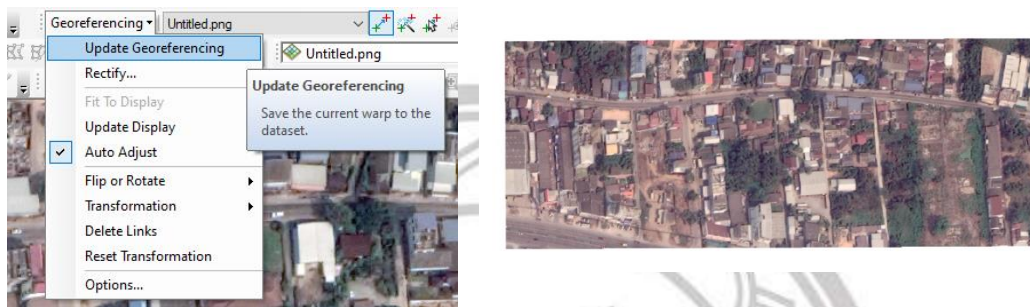 Georeferencing
Untitled.png
Update Georeferencing
Untitled.png
Rectify...
Update Georeferencing
Fit To Display
Save the current warp to the
dataset.
Update Display
Auto Adjust
Flip or Rotate
Transformation
Delete Links
Reset Transformation
Options...